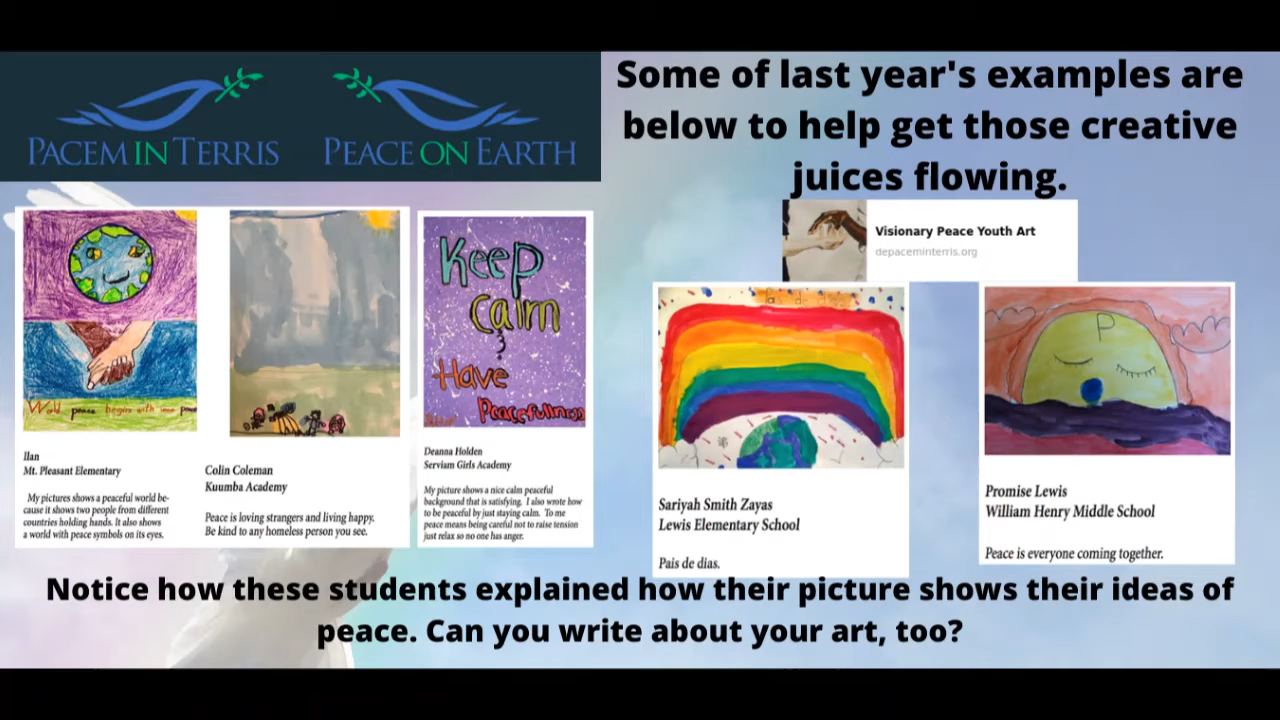 PACEM IN TERRIS
PEACE ON EARTH
Some of last year's examples are
below to help get those creative
juices flowing.
Visionary Peace Youth Art
depaceminterris.org
World peace begins with inner peace
Ilan
Mt. Pleasant Elementary
My pictures shows a peaceful world be-
cause it shows two people from different
countries holding hands. It also shows
a world with peace symbols on its eyes.
Colin Coleman
Kuumba Academy
Peace is loving strangers and living happy.
Be kind to any homeless person you see.
Keep
calm
&
Have
Peacefulness
Deanna Holden
Serviam Girls Academy
My picture shows a nice calm peaceful
background that is satisfying. I also wrote how
to be peaceful by just staying calm. To me
peace means being careful not to raise tension
just relax so no one has anger.
Sariyah Smith Zayas
Lewis Elementary School
Pais de dias.
P
Promise Lewis
William Henry Middle School
Peace is everyone coming together.
Notice how these students explained how their picture shows their ideas of
peace. Can you write about your art, too?